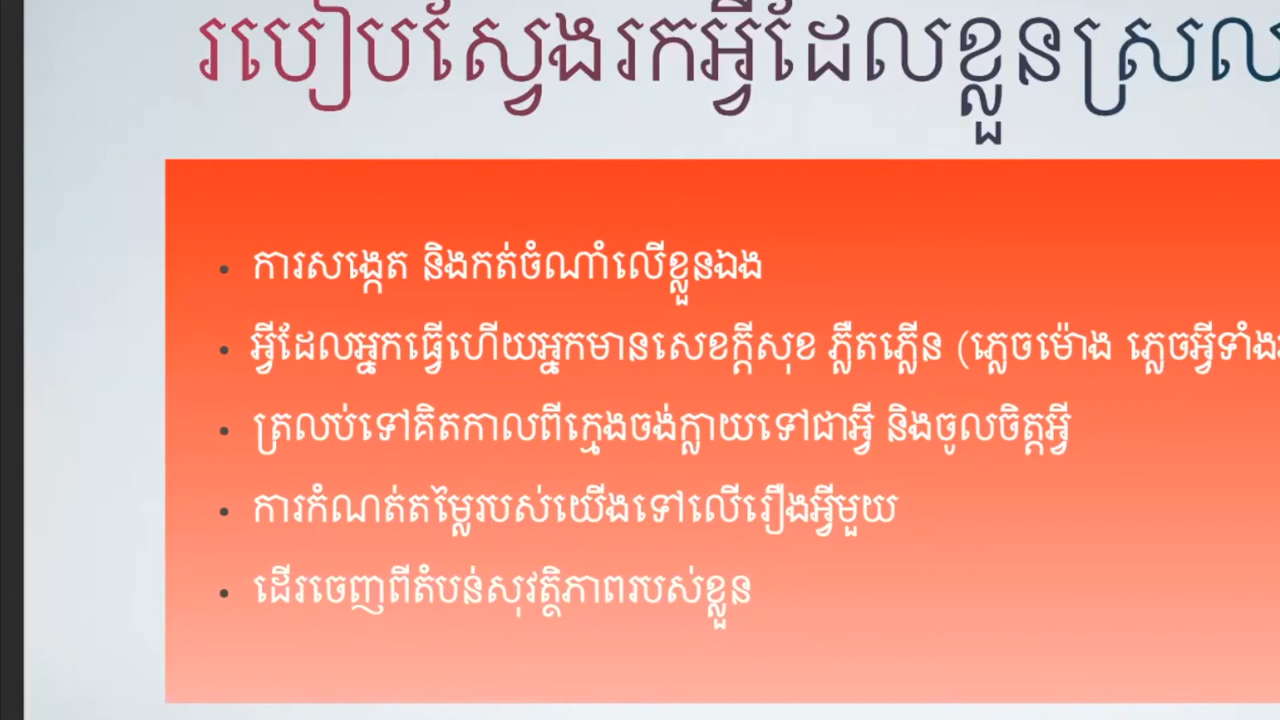 របៀបស្វែងរកអ្វីដែលខ្លួនស្រល
ការសង្កេត និងកត់ចំណាំលើខ្លួនឯង
អ្វីដែលអ្នកធ្វើហើយអ្នកមានសេខក្តីសុខ ភ្លឺតភ្លើន (ភ្លេចម៉ោង ភ្លេចអ្វីទាំង
ត្រលប់ទៅគិតកាលពីក្មេងចង់ក្លាយទៅជាអ្វី និងចូលចិត្តអ្វី
ការកំណត់តម្លៃរបស់យើងទៅលើរឿងអ្វីមួយ
ដើរចេញពីតំបន់សុវត្ថិភាពរបស់ខ្លួន